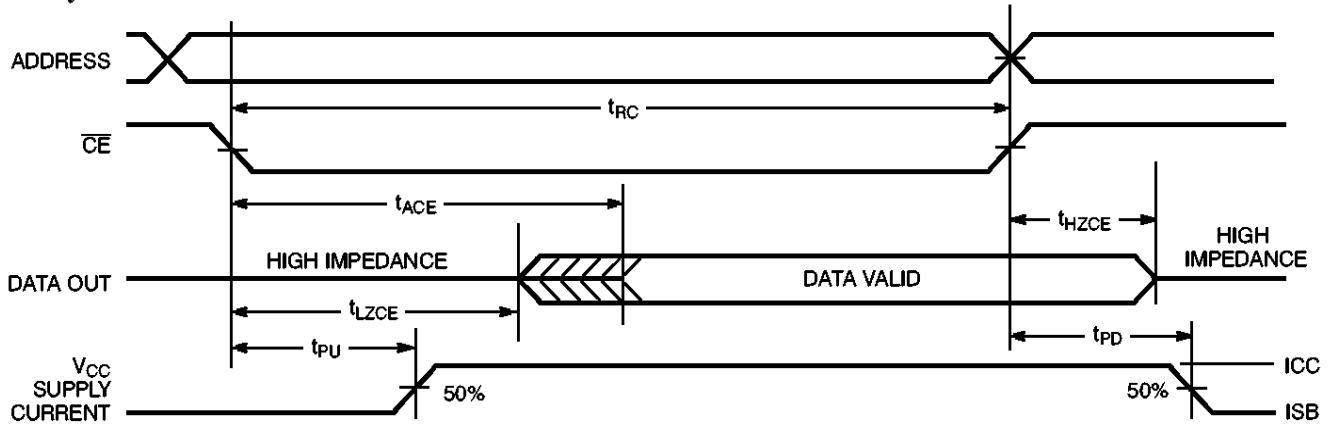 ADDRESS
tRC
CE
tACE
tHZCE
HIGH IMPEDANCE
HIGH
IMPEDANCE
DATA OUT
DATA VALID
tLZCE
tPU
tPD
VCC
SUPPLY
CURRENT
50%
50%
ICC
ISB